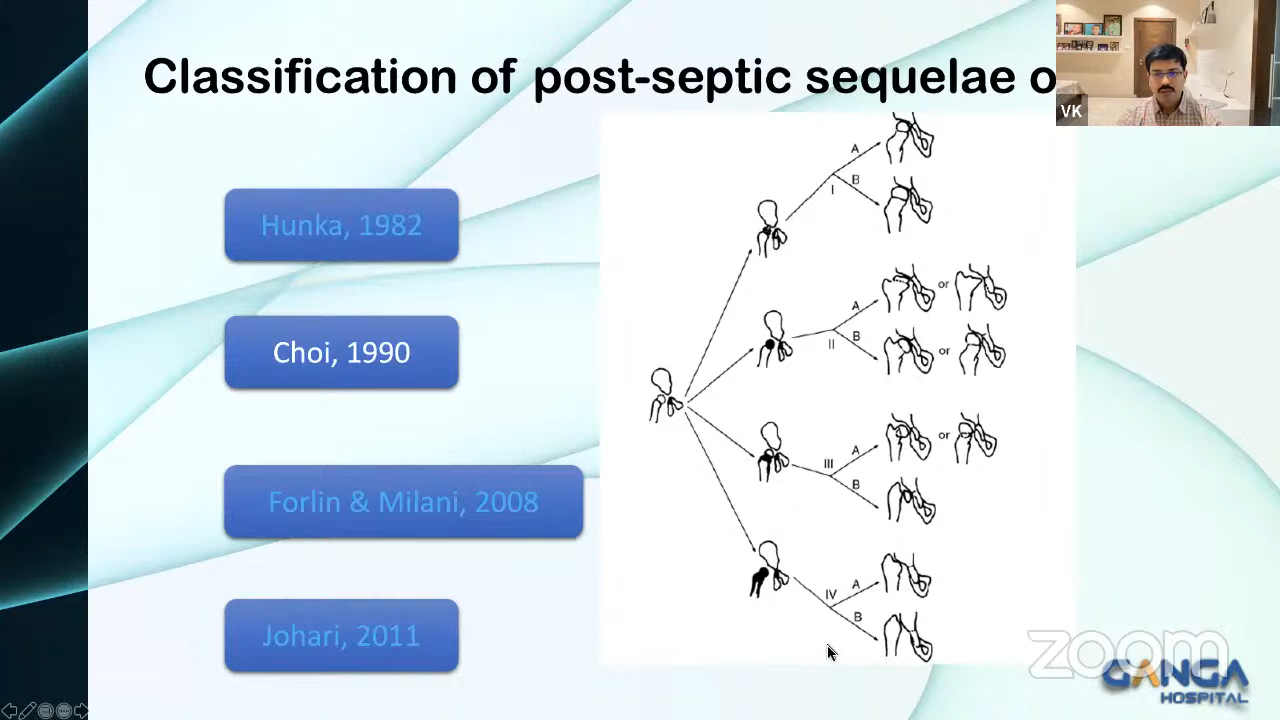 Classification of post-septic sequelae o
VK
Hunka, 1982
Choi, 1990
Forlin & Milani, 2008
Johari, 2011
A
B
I
A
or
B
II
or
A
III
or
B
A
IV
B
zoom
GANGA
HOSPITAL